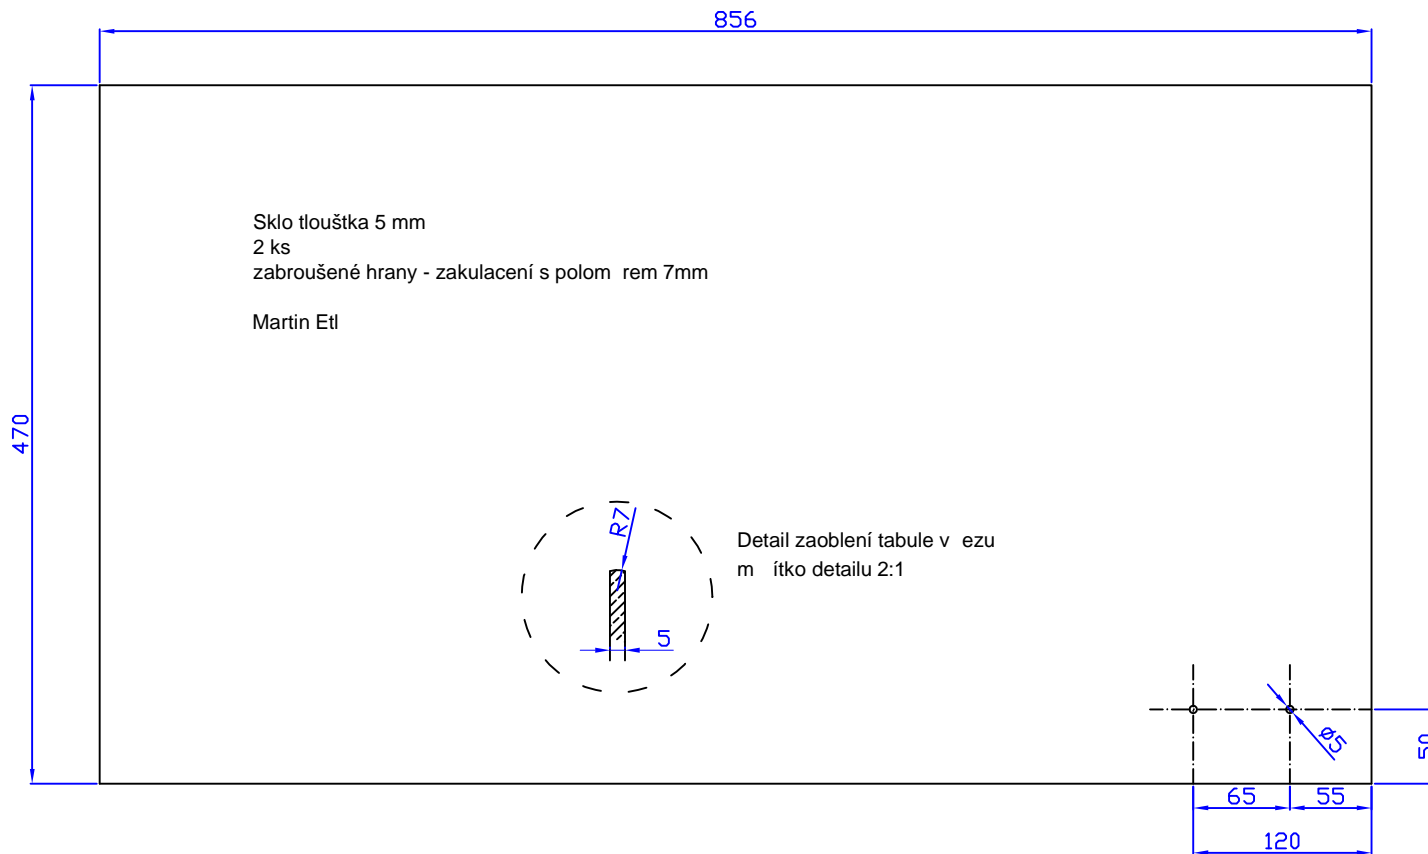 856
Sklo tlouštka 5 mm
2 ks
zabroušené hrany - zakulacení s polom rem 7mm
Martin Etl
470
R7
Detail zaoblení tabule v ezu
m ítko detailu 2:1
5
ø5
50
65
55
120